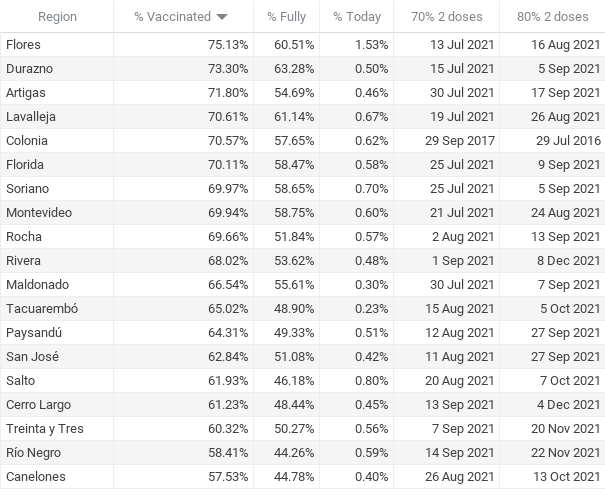 Region % Vaccinated % Fully % Today 70% 2 doses 80% 2 doses
Flores 75.13% 60.51% 1.53% 13 Jul 2021 16 Aug 2021
Durazno 73.30% 63.28% 0.50% 15 Jul 2021 5 Sep 2021
Artigas 71.80% 54.69% 0.46% 30 Jul 2021 17 Sep 2021
Lavalleja 70.61% 61.14% 0.67% 19 Jul 2021 26 Aug 2021
Colonia 70.57% 57.65% 0.62% 29 Sep 2017 29 Jul 2016
Florida 70.11% 58.47% 0.58% 25 Jul 2021 9 Sep 2021
Soriano 69.97% 58.65% 0.70% 25 Jul 2021 5 Sep 2021
Montevideo 69.94% 58.75% 0.60% 21 Jul 2021 24 Aug 2021
Rocha 69.66% 51.84% 0.57% 2 Aug 2021 13 Sep 2021
Rivera 68.02% 53.62% 0.48% 1 Sep 2021 8 Dec 2021
Maldonado 66.54% 55.61% 0.30% 30 Jul 2021 7 Sep 2021
Tacuarembó 65.02% 48.90% 0.23% 15 Aug 2021 5 Oct 2021
Paysandú 64.31% 49.33% 0.51% 12 Aug 2021 27 Sep 2021
San José 62.84% 51.08% 0.42% 11 Aug 2021 27 Sep 2021
Salto 61.93% 46.18% 0.80% 20 Aug 2021 7 Oct 2021
Cerro Largo 61.23% 48.44% 0.45% 13 Sep 2021 4 Dec 2021
Treinta y Tres 60.32% 50.27% 0.56% 7 Sep 2021 20 Nov 2021
Río Negro 58.41% 44.26% 0.59% 14 Sep 2021 22 Nov 2021
Canelones 57.53% 44.78% 0.40% 26 Aug 2021 13 Oct 2021